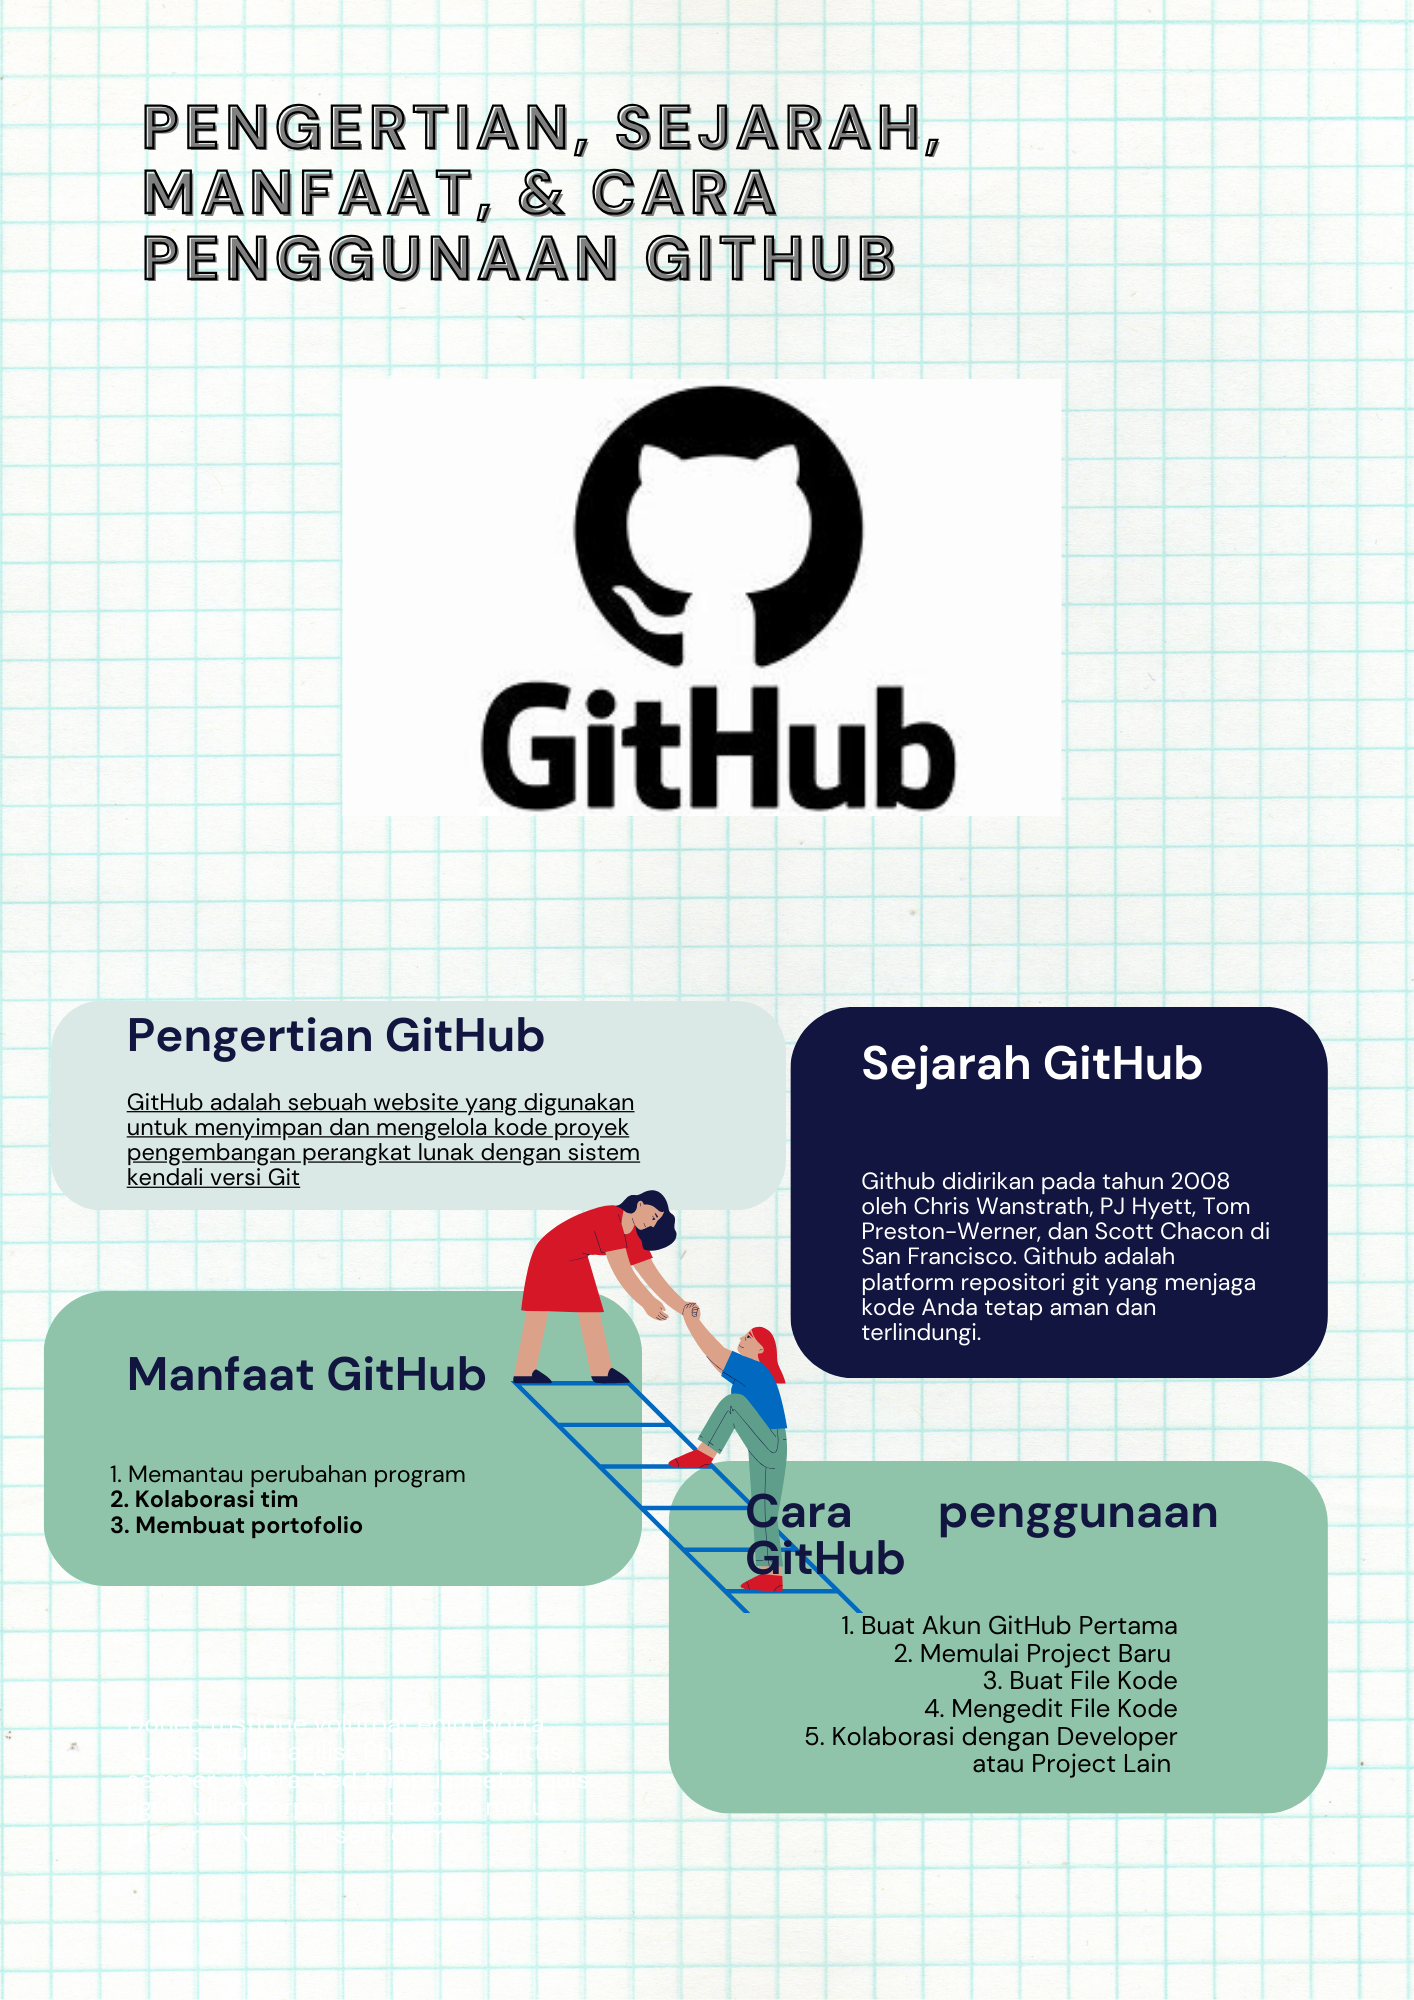 PENGERTIAN, SEJARAH,
MANFAAT, & CARA
PENGGUNAAN GITHUB
GitHub
Pengertian GitHub
GitHub adalah sebuah website yang digunakan
untuk menyimpan dan mengelola kode proyek
pengembangan perangkat lunak dengan sistem
kendali versi Git
Sejarah GitHub
Github didirikan pada tahun 2008
oleh Chris Wanstrath, PJ Hyett, Tom
Preston-Werner, dan Scott Chacon di
San Francisco. Github adalah
platform repositori git yang menjaga
kode Anda tetap aman dan
terlindungi.
Manfaat GitHub
1. Memantau perubahan program
2. Kolaborasi tim
3. Membuat portofolio
Cara penggunaan
GitHub
1. Buat Akun GitHub Pertama
2. Memulai Project Baru
3. Buat File Kode
4. Mengedit File Kode
5. Kolaborasi dengan Developer
atau Project Lain